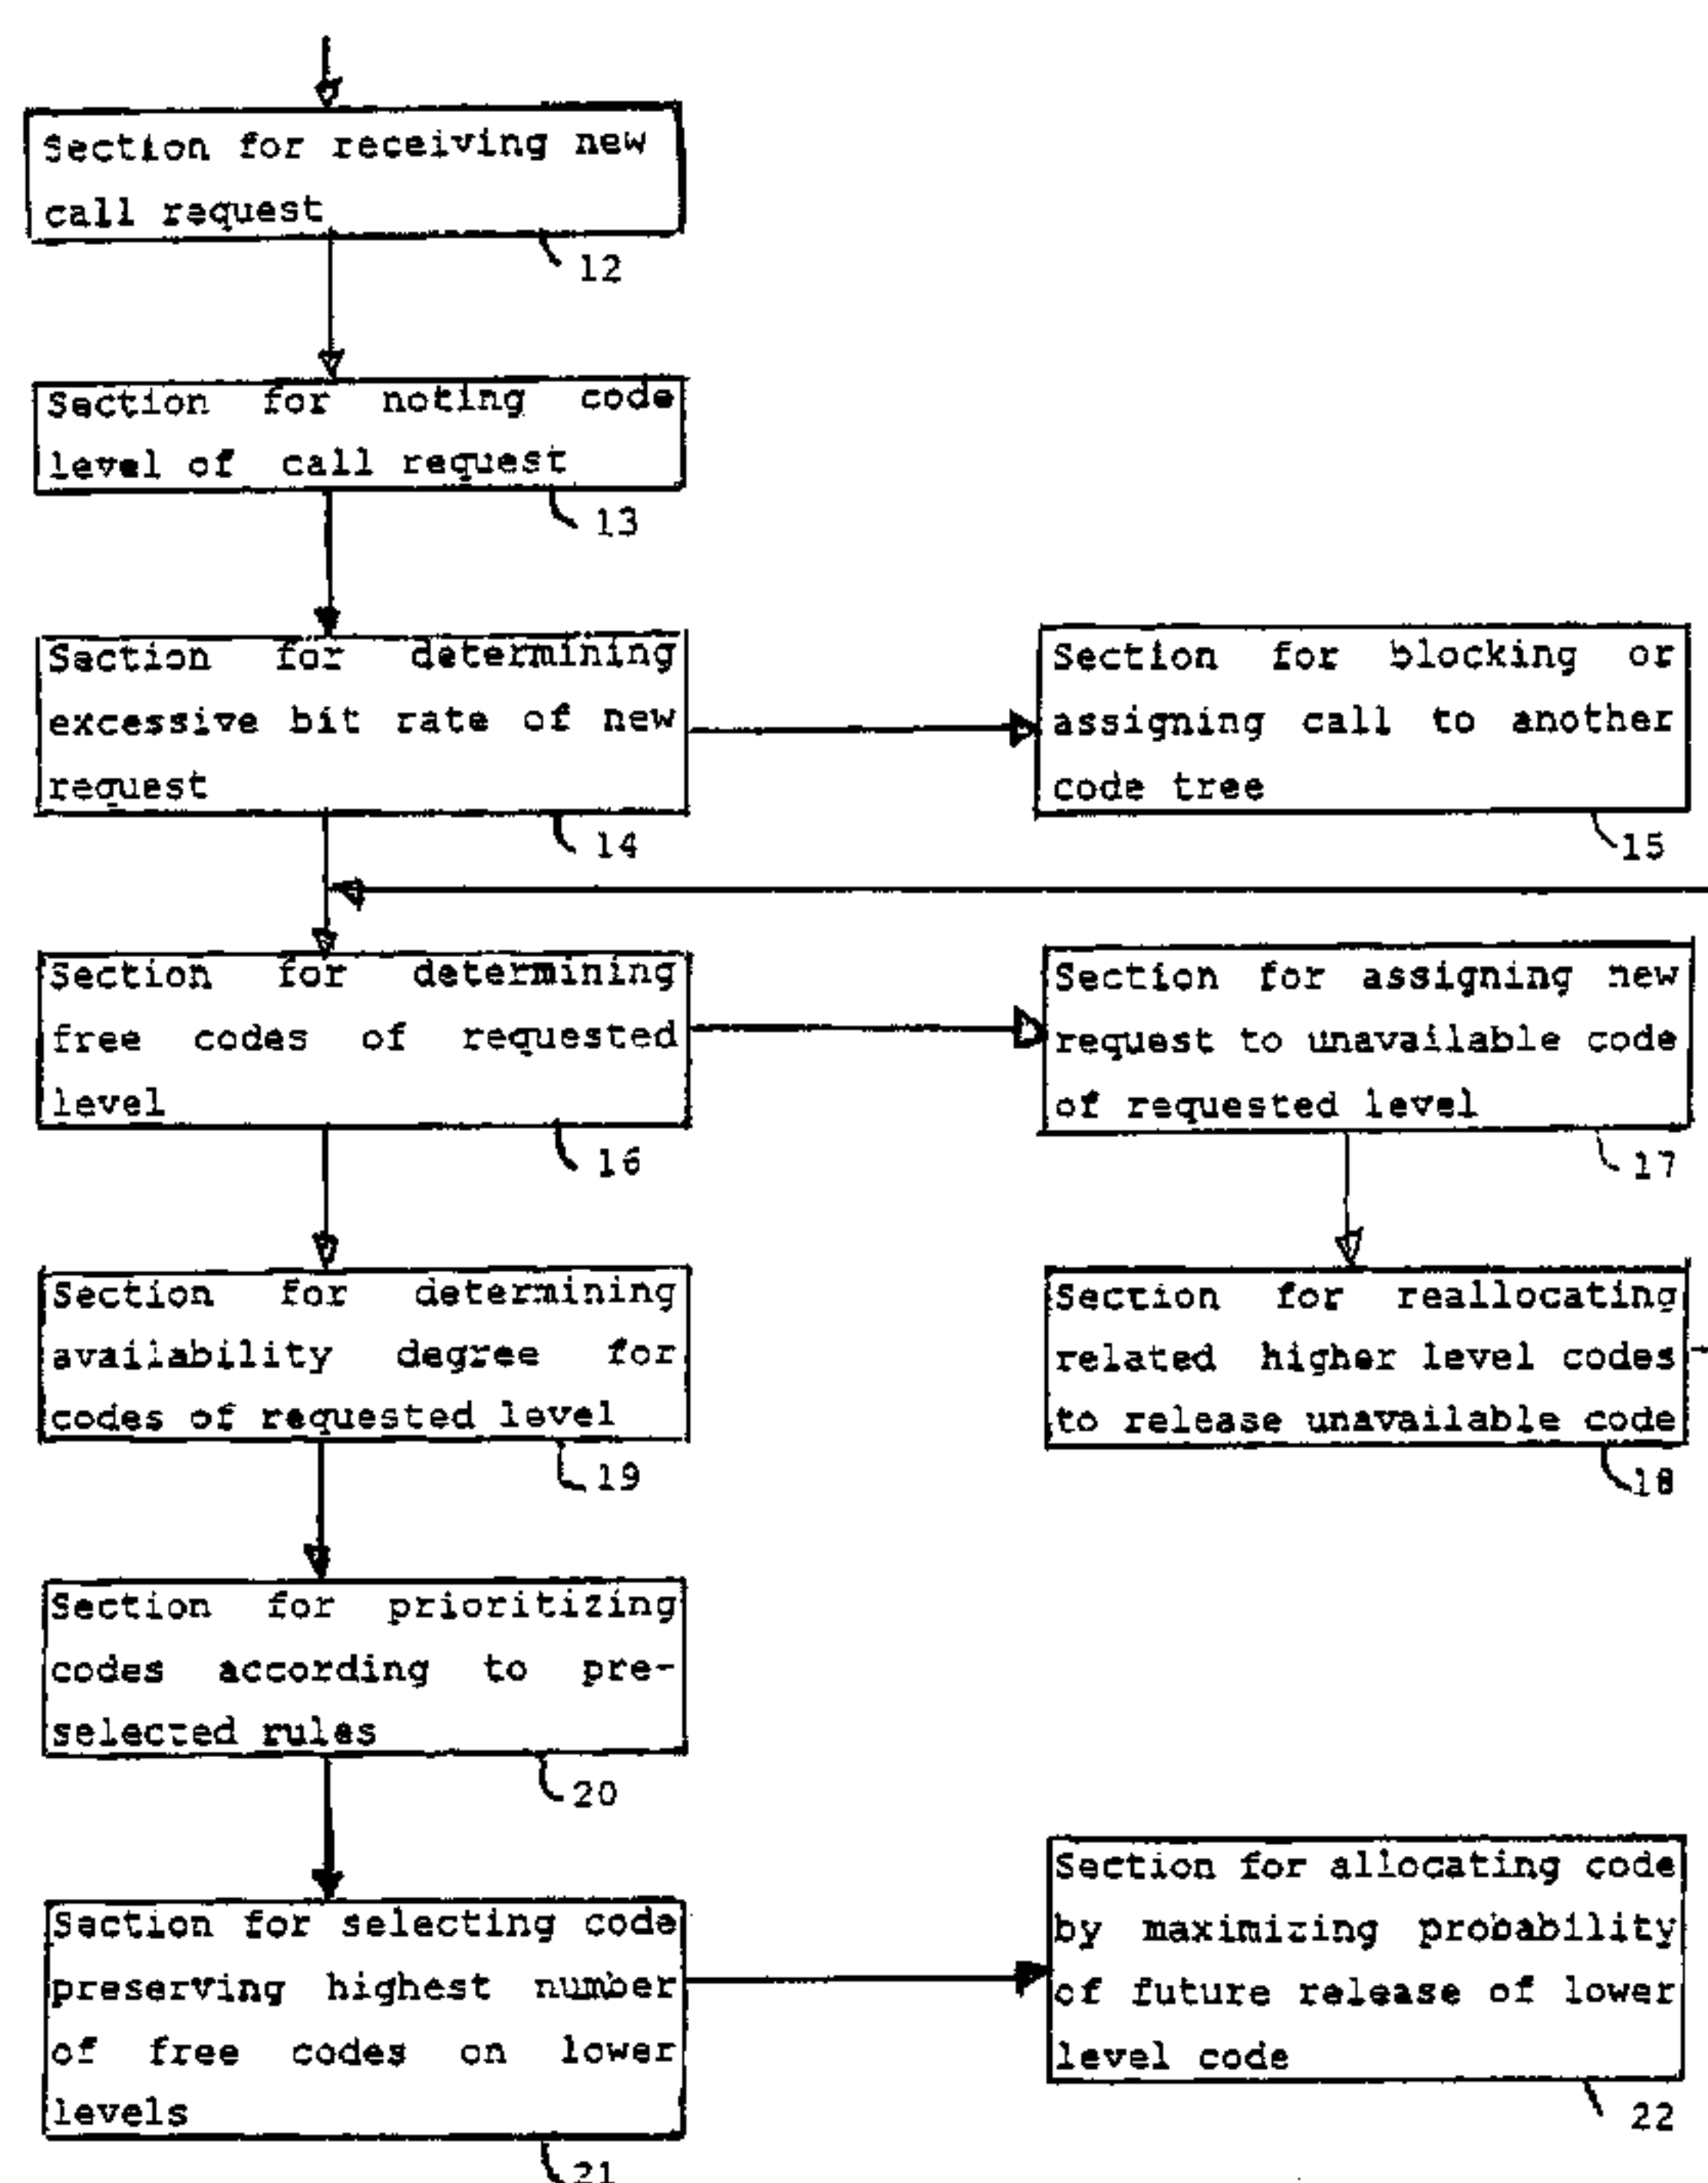 Section for receiving new
call request
12
Section for noting code
level of call request
13
Section for determining
excessive bit rate of new
request
14
Section for blocking or
assigning call to another
code tree
15
Section for determining
free codes of requested
level
16
Section for assigning new
request to unavailable code
of requested level
17
Section for determining
availability degree for
codes of requested level
19
Section for reallocating
related higher level codes
to release unavailable code
18
Section for prioritizing
codes according to pre-
selected rules
20
Section for selecting code
preserving highest number
of free codes on lower
levels
21
Section for allocating code
by maximizing probability
of future release of lower
level code
22